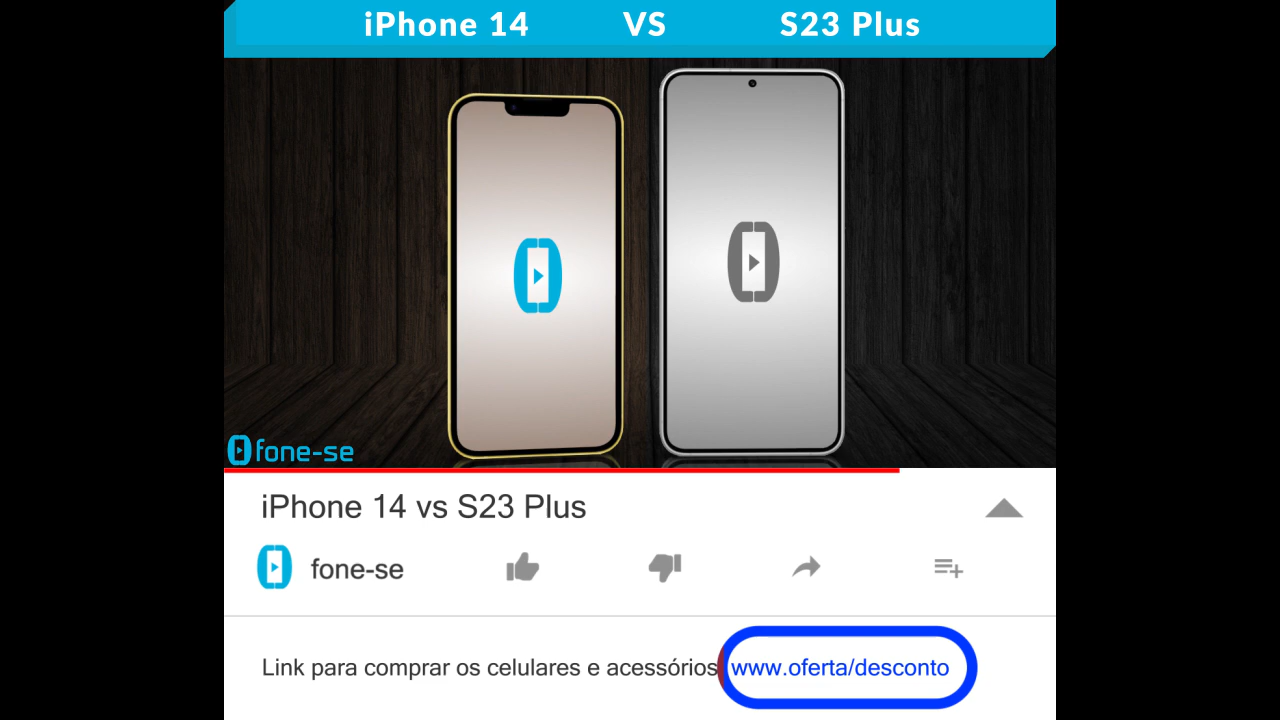 iPhone 14 VS S23 Plus
fone-se
iPhone 14 vs S23 Plus
fone-se
Link para comprar os celulares e acessórios www.oferta/desconto